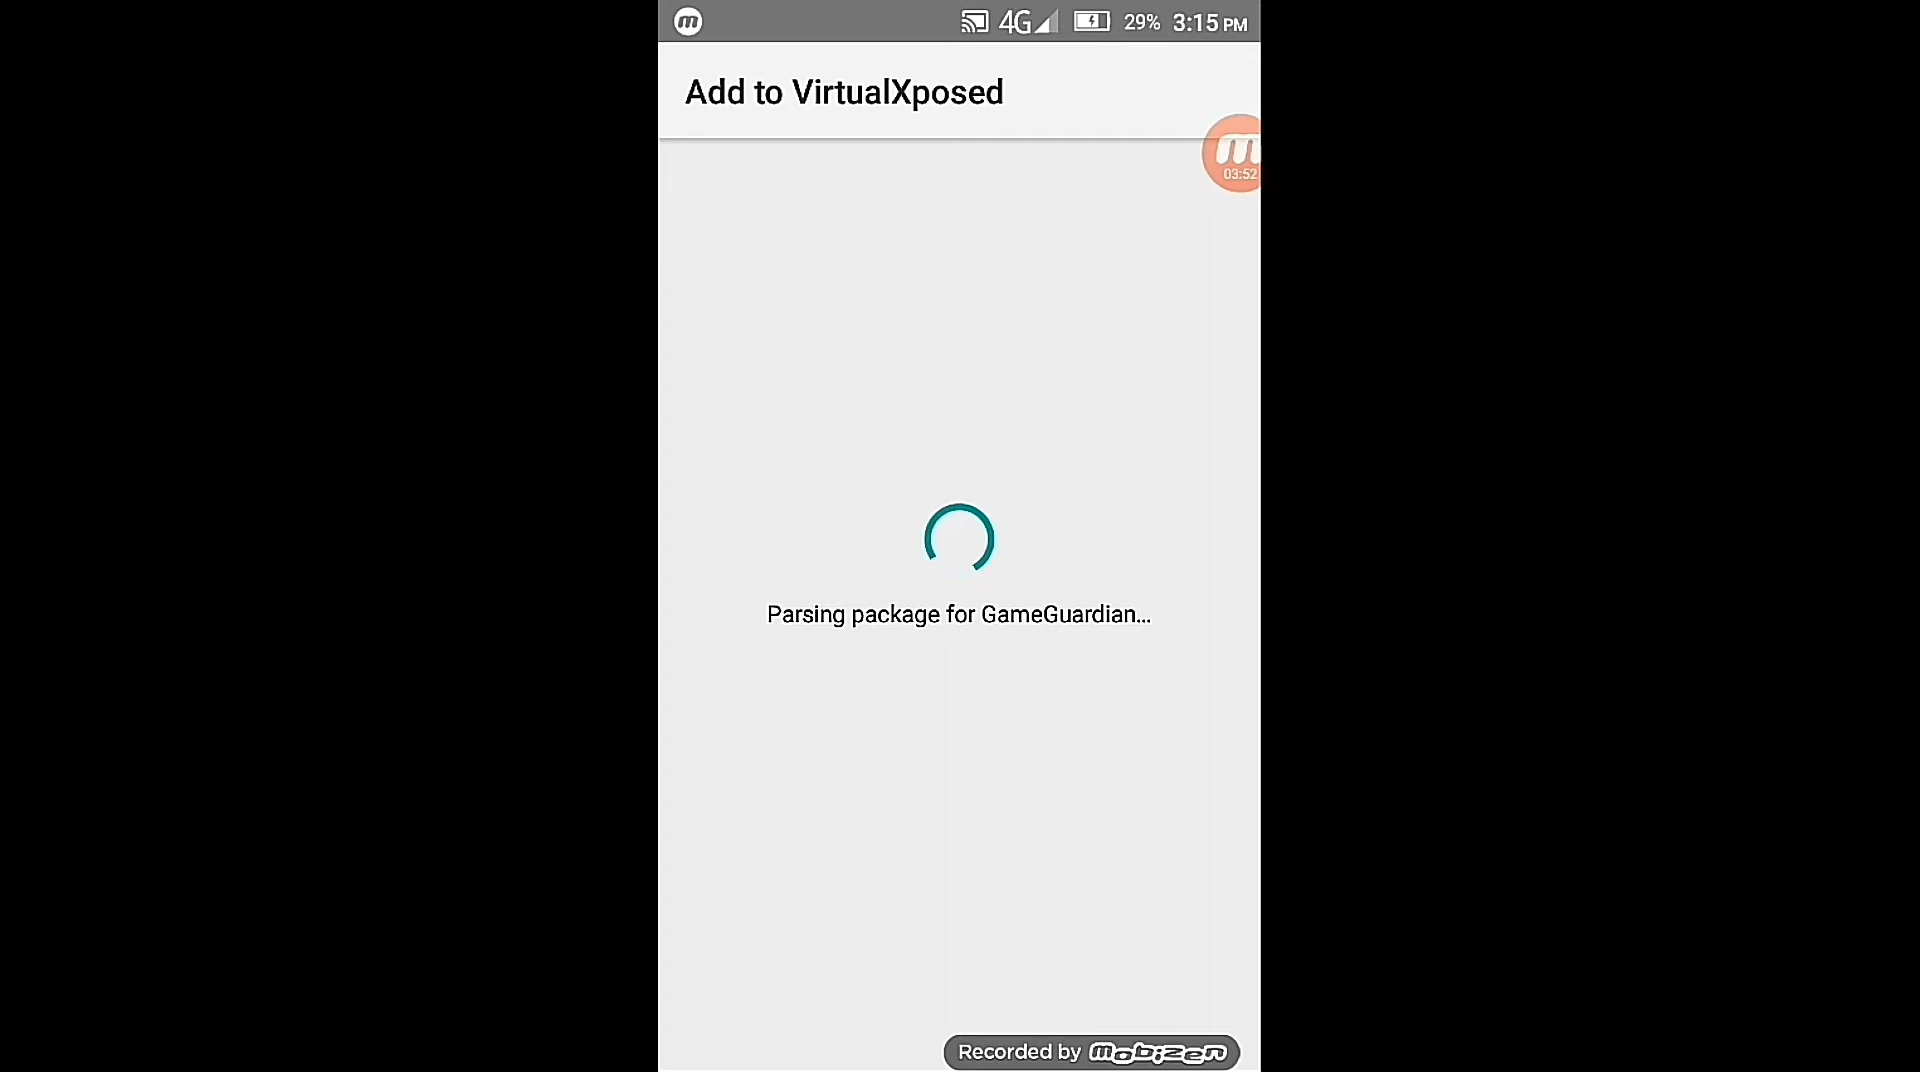 m 4G 29% 3:15 PM
Add to VirtualXposed
m
03:52
Parsing package for GameGuardian...
Recorded by mobizen